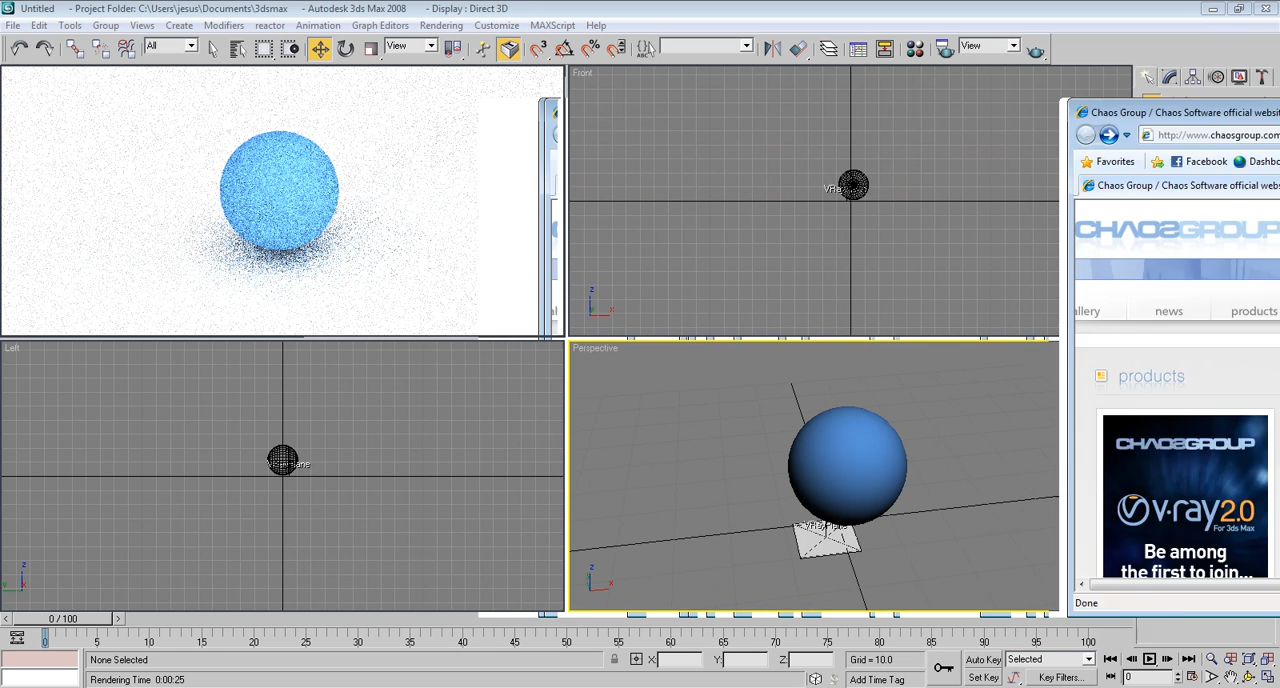 Untitled - Project Folder: C:\Users\jesus\Documents\3dsmax - Autodesk 3ds Max 2008 - Display : Direct 3D
File Edit Tools Group Views Create Modifiers reactor Animation Graph Editors Rendering Customize MAXScript Help
All View View
Front
Chaos Group / Chaos Software official websit
http://www.chaosgroup.com
Favorites Facebook Dashbo
Chaos Group / Chaos Software official webs
CHAOSGROUP
allery news products
products
CHAOSGROUP
v·ray2.0
For 3ds Max
Be among
the first to join...
Done
z
x
Left
z
y
x
Perspective
VRayPlane
z
x
0 / 100
0 5 10 15 20 25 30 35 40 45 50 55 60 65 70 75 80 85 90 95 100
None Selected X: Y: Z: Grid = 10.0 Auto Key Selected
Rendering Time 0:00:25 Add Time Tag Set Key Key Filters... 0